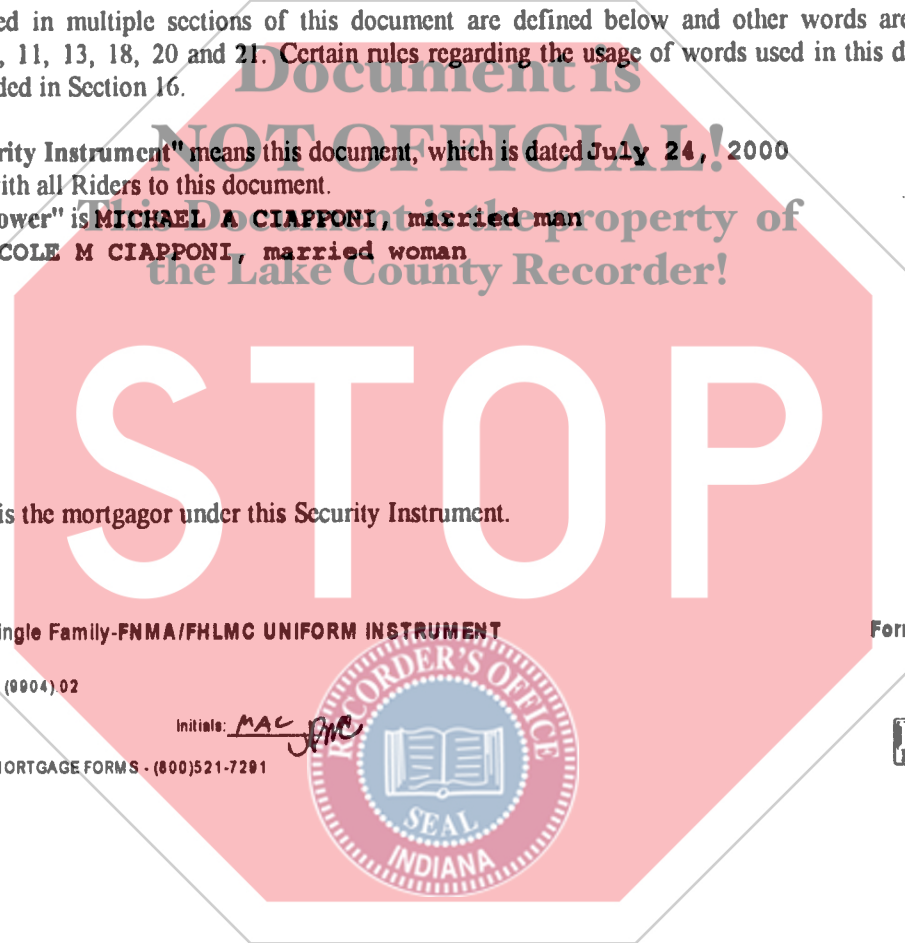 ed in multiple sections of this document are defined below and other words are
, 11, 13, 18, 20 and 21. Certain rules regarding the usage of words used in this d
ded in Section 16.
Document is
NOT OFFICIAL!
This Document is the property of
the Lake County Recorder!
rity Instrument" means this document, which is dated July 24, 2000
ith all Riders to this document.
ower" is MICHAEL A CIAPPONI, married man
COLE M CIAPPONI, married woman
STOP
is the mortgagor under this Security Instrument.
ingle Family-FNMA/FHLMC UNIFORM INSTRUMENT
For
(9904).02
Initials: MAC
ORTGAGE FORMS - (800)521-7291
RECORDER'S OFFICE
SEAL
INDIANA